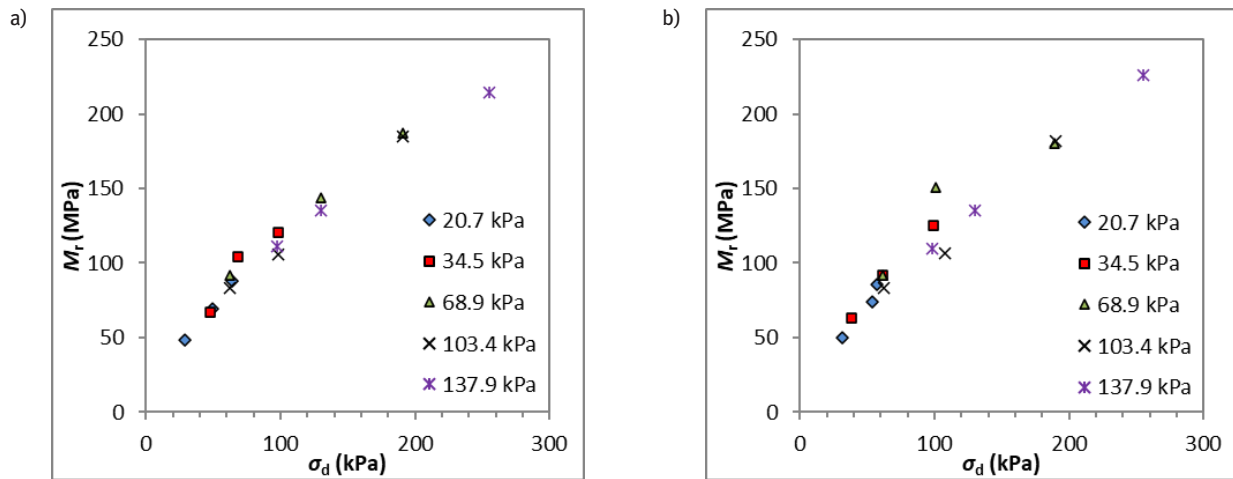 a)
250
200
150
100
50
0
Mr (MPa)
20.7 kPa
34.5 kPa
68.9 kPa
103.4 kPa
137.9 kPa
0 100 200 300
σd (kPa)
b)
250
200
150
100
50
0
Mr (MPa)
20.7 kPa
34.5 kPa
68.9 kPa
103.4 kPa
137.9 kPa
0 100 200 300
σd (kPa)